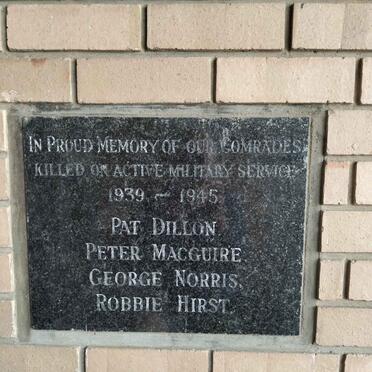 IN PROUD MEMORY OF OUR COMRADES
KILLED ON ACTIVE MILITARY SERVICE
1939 ~ 1945
PAT DILLON.
PETER MACGUIRE
GEORGE NORRIS.
ROBBIE HIRST.